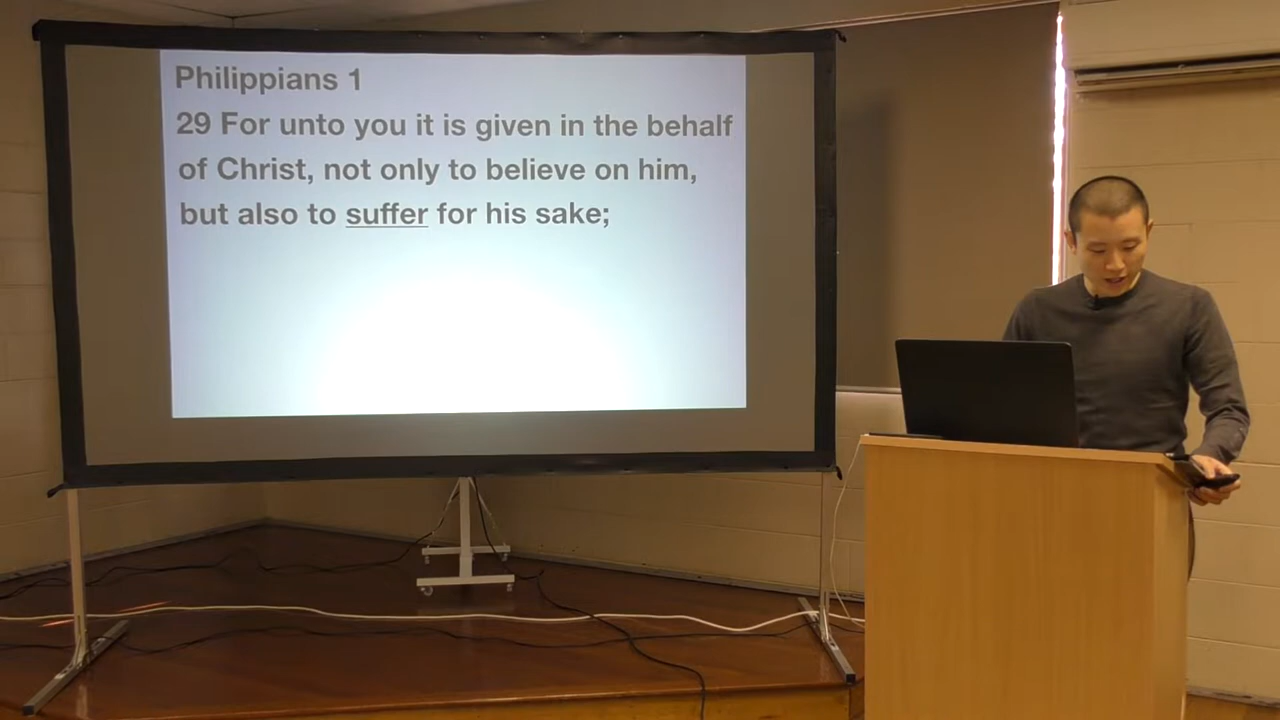 Philippians 1
29 For unto you it is given in the behalf
of Christ, not only to believe on him,
but also to suffer for his sake;